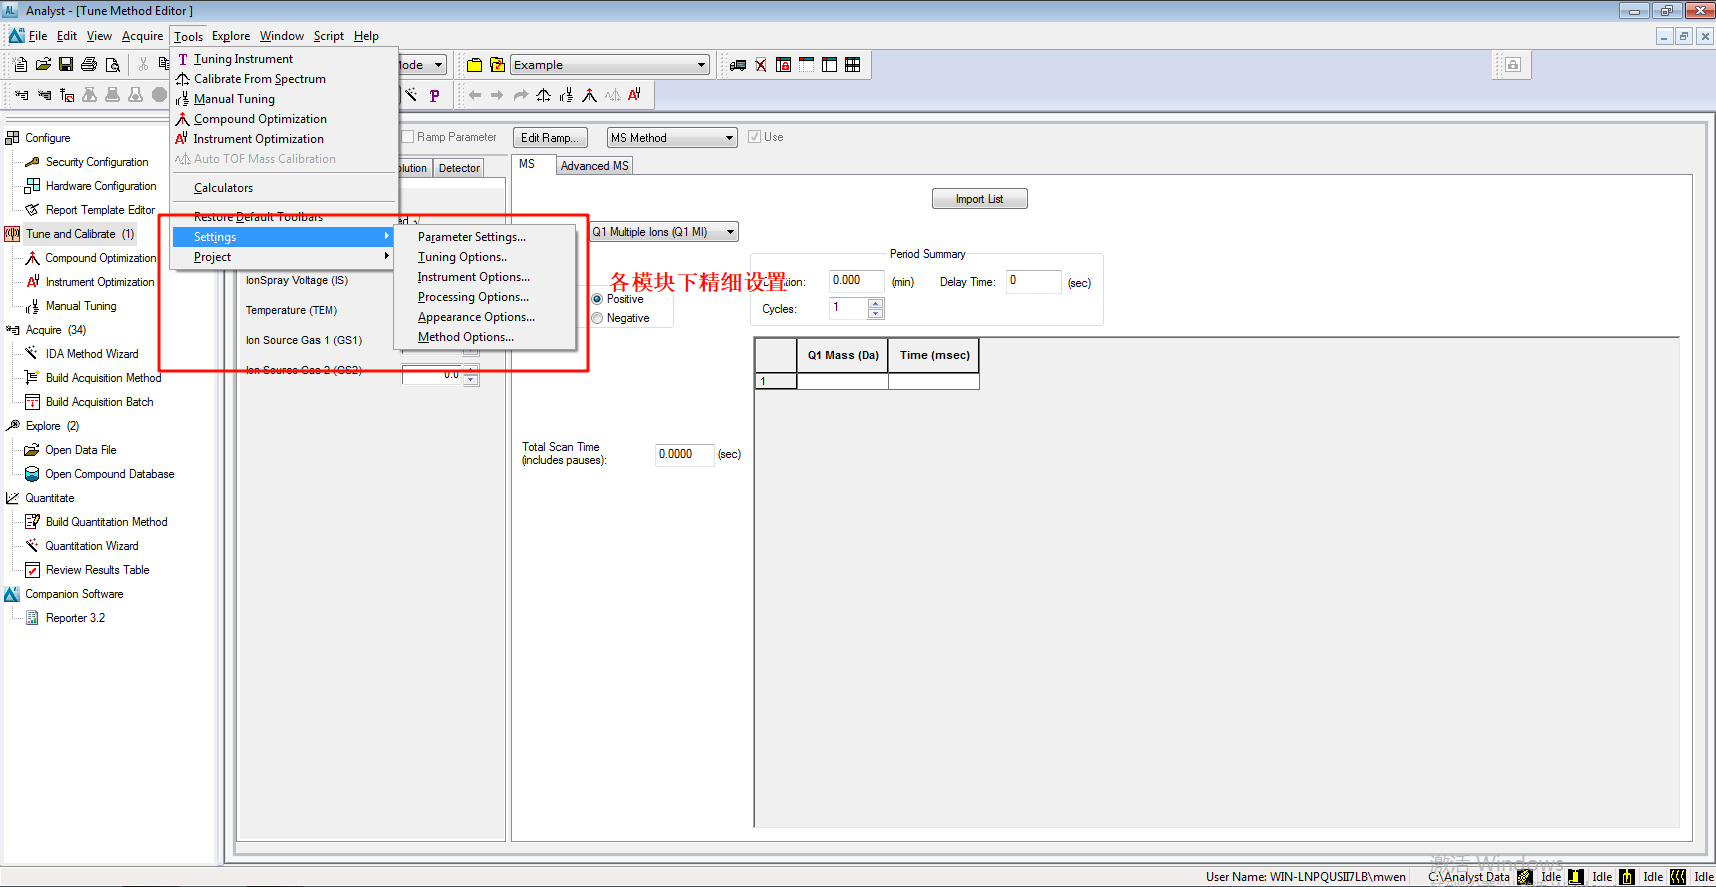 Analyst - [Tune Method Editor ]
File Edit View Acquire Tools Explore Window Script Help
Mode
Example
Tuning Instrument
Calibrate From Spectrum
Manual Tuning
Compound Optimization
Instrument Optimization
Auto TOF Mass Calibration
Calculators
Restore Default Toolbars
Settings
Project
Parameter Settings...
Tuning Options..
Instrument Options...
Processing Options...
Appearance Options...
Method Options...
各模块下精细设置
Configure
Security Configuration
Hardware Configuration
Report Template Editor
Tune and Calibrate (1)
Compound Optimization
Instrument Optimization
Manual Tuning
Acquire (34)
IDA Method Wizard
Build Acquisition Method
Build Acquisition Batch
Explore (2)
Open Data File
Open Compound Database
Quantitate
Build Quantitation Method
Quantitation Wizard
Review Results Table
Companion Software
Reporter 3.2
Ramp Parameter
Edit Ramp...
MS Method
Use
Detector
MS
Advanced MS
Import List
Q1 Multiple Ions (Q1 MI)
IonSpray Voltage (IS)
Temperature (TEM)
Ion Source Gas 1 (GS1)
Ion Source Gas 2 (GS2)
0.0
Positive
Negative
Period Summary
0.000 (min)
Delay Time: 0 (sec)
Cycles: 1
Q1 Mass (Da) Time (msec)
1
Total Scan Time
(includes pauses):
0.0000 (sec)
激活 Windows
User Name: WIN-LNPQUSII7LB\mwen C:\Analyst Data Idle Idle Idle Idle